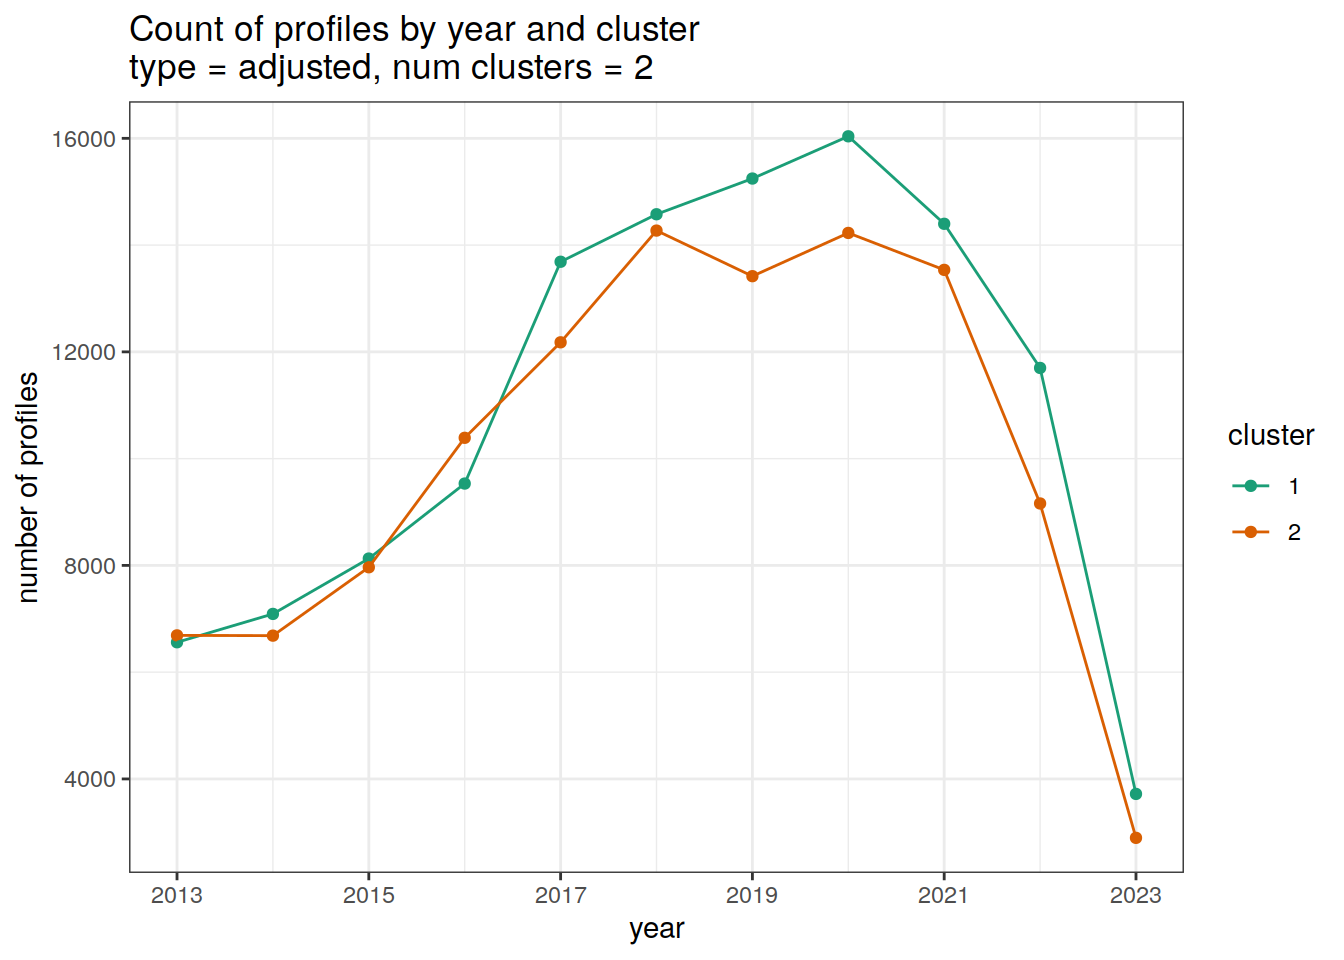 Count of profiles by year and cluster
type = adjusted, num clusters = 2
16000
12000
8000
4000
number of profiles
2013 2015 2017 2019 2021 2023
year
cluster
1
2